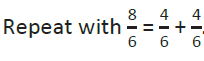 Repeat with 8/6 = 4/6 + 4/6.